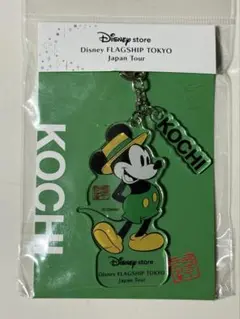 Disney store
Disney FLAGSHIP TOKYO
Japan Tour
KOCHI
KOCHI
Disney store
Disney FLAGSHIP TOKYO
Japan Tour